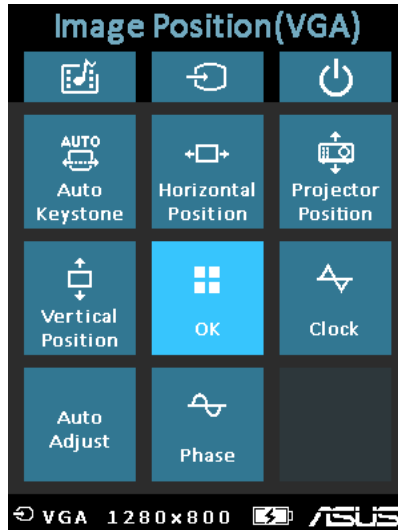 Image Position(VGA)
AUTO
Auto
Keystone
Horizontal
Position
Projector
Position
Vertical
Position
OK
Clock
Auto
Adjust
Phase
VGA 1280x800 ASUS